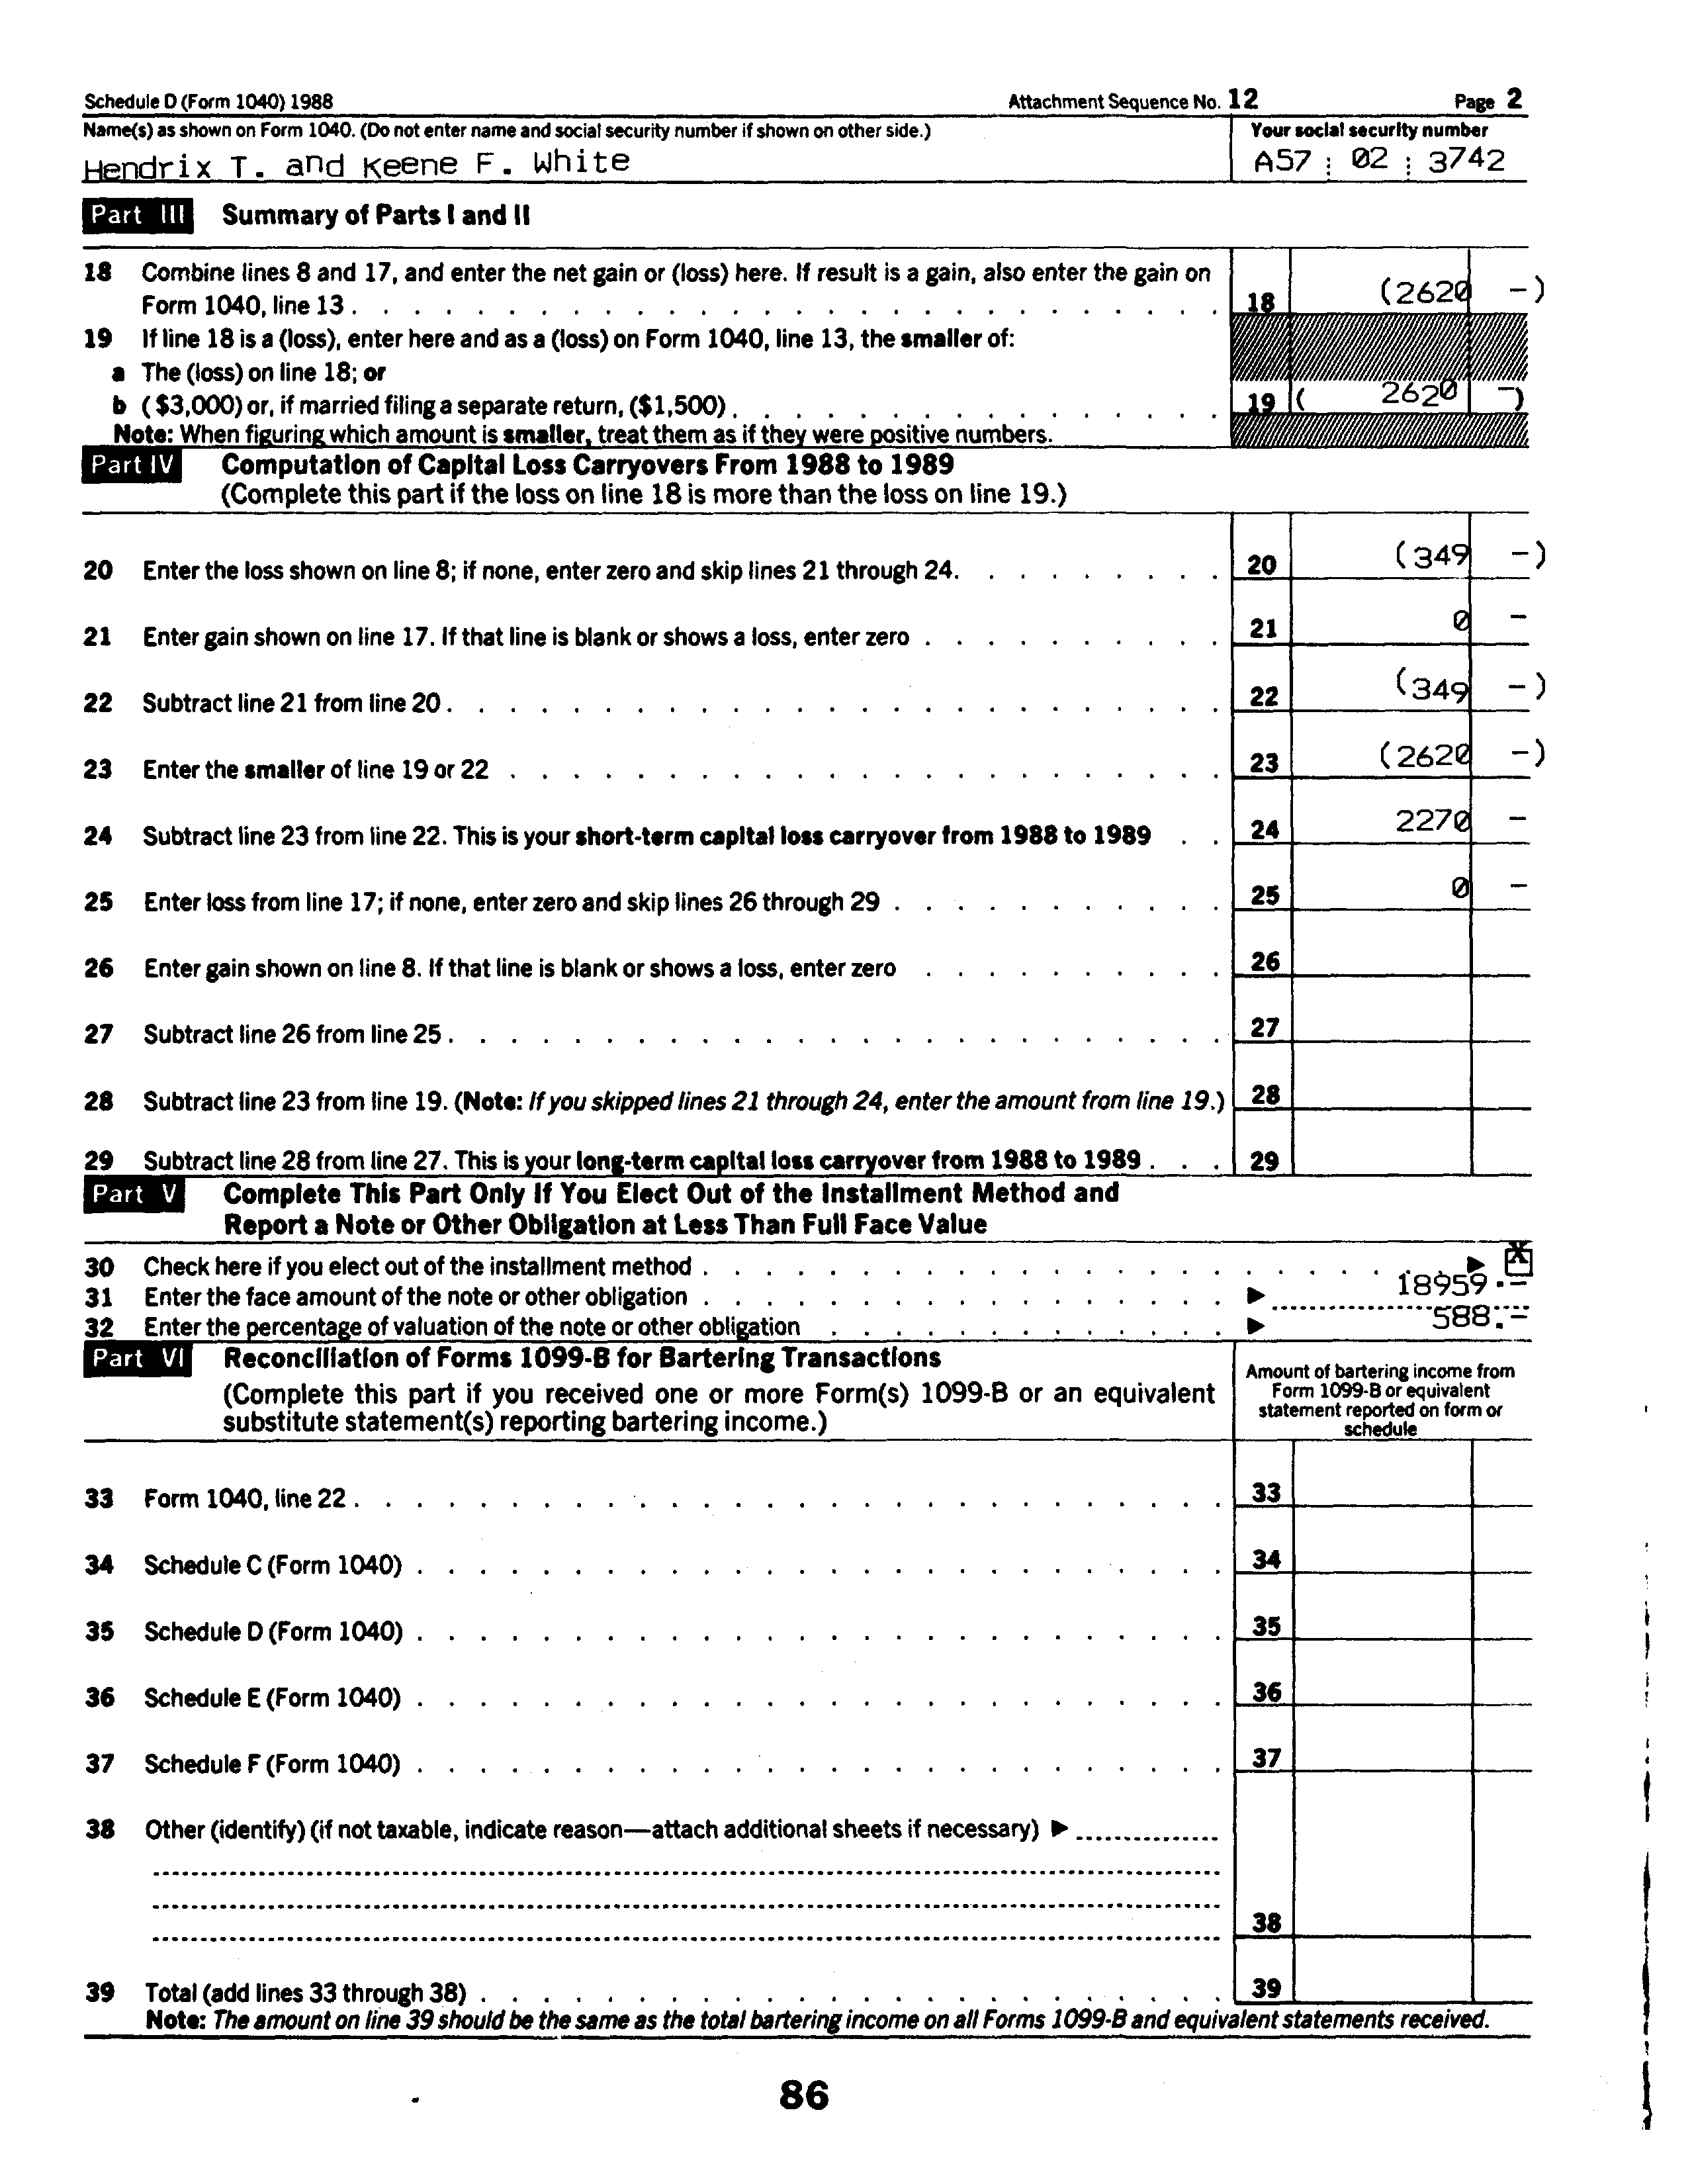 Schedule D (Form 1040) 1988 Attachment Sequence No. 12 Page 2
Name(s) as shown on Form 1040. (Do not enter name and social security number if shown on other side.) Your social security number
Hendrix T. and Keene F. White A57 : 02 : 3742
Part III Summary of Parts I and II
18 Combine lines 8 and 17, and enter the net gain or (loss) here. If result is a gain, also enter the gain on
Form 1040, line 13 . . . 18 (2620 -)
19 If line 18 is a (loss), enter here and as a (loss) on Form 1040, line 13, the smaller of:
a The (loss) on line 18; or
b ($3,000) or, if married filing a separate return, ($1,500) . . . 19 ( 2620 -)
Note: When figuring which amount is smaller, treat them as if they were positive numbers.
Part IV Computation of Capital Loss Carryovers From 1988 to 1989
(Complete this part if the loss on line 18 is more than the loss on line 19.)
20 Enter the loss shown on line 8; if none, enter zero and skip lines 21 through 24. . . . 20 (349 -)
21 Enter gain shown on line 17. If that line is blank or shows a loss, enter zero . . . 21 0 -
22 Subtract line 21 from line 20 . . . 22 (349 -)
23 Enter the smaller of line 19 or 22 . . . 23 (2620 -)
24 Subtract line 23 from line 22. This is your short-term capital loss carryover from 1988 to 1989 . . 24 2270 -
25 Enter loss from line 17; if none, enter zero and skip lines 26 through 29 . . . 25 0 -
26 Enter gain shown on line 8. If that line is blank or shows a loss, enter zero . . . 26
27 Subtract line 26 from line 25 . . . 27
28 Subtract line 23 from line 19. (Note: If you skipped lines 21 through 24, enter the amount from line 19.) 28
29 Subtract line 28 from line 27. This is your long-term capital loss carryover from 1988 to 1989 . . . 29
Part V Complete This Part Only If You Elect Out of the Installment Method and
Report a Note or Other Obligation at Less Than Full Face Value
30 Check here if you elect out of the installment method . . . ▶ X
31 Enter the face amount of the note or other obligation . . . ▶ 18959.-
32 Enter the percentage of valuation of the note or other obligation . . . ▶ 588.-
Part VI Reconciliation of Forms 1099-B for Bartering Transactions
(Complete this part if you received one or more Form(s) 1099-B or an equivalent
substitute statement(s) reporting bartering income.)
Amount of bartering income from
Form 1099-B or equivalent
statement reported on form or
schedule
33 Form 1040, line 22 . . . 33
34 Schedule C (Form 1040) . . . 34
35 Schedule D (Form 1040) . . . 35
36 Schedule E (Form 1040) . . . 36
37 Schedule F (Form 1040) . . . 37
38 Other (identify) (if not taxable, indicate reason—attach additional sheets if necessary) ▶
38
39 Total (add lines 33 through 38) . . . 39
Note: The amount on line 39 should be the same as the total bartering income on all Forms 1099-B and equivalent statements received.
86